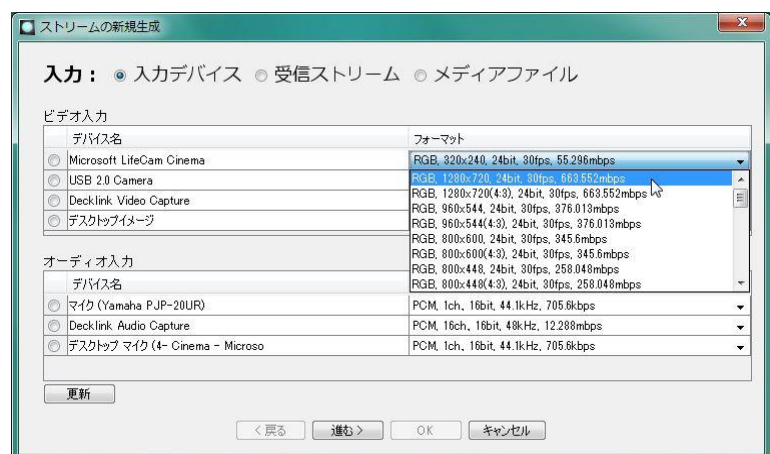 ストリームの新規生成
入力： 入力デバイス 受信ストリーム メディアファイル
ビデオ入力
デバイス名 フォーマット
Microsoft LifeCam Cinema RGB, 320x240, 24bit, 30fps, 55.296mbps
USB 2.0 Camera RGB, 1280x720, 24bit, 30fps, 663.552mbps
RGB, 1280x720(4:3), 24bit, 30fps, 663.552mbps
Decklink Video Capture RGB, 960x544, 24bit, 30fps, 376.013mbps
RGB, 960x544(4:3), 24bit, 30fps, 376.013mbps
デスクトップイメージ RGB, 800x600, 24bit, 30fps, 345.6mbps
RGB, 800x600(4:3), 24bit, 30fps, 345.6mbps
オーディオ入力 RGB, 800x448, 24bit, 30fps, 258.048mbps
デバイス名 RGB, 800x448(4:3), 24bit, 30fps, 258.048mbps
マイク (Yamaha PJP-20UR) PCM, 1ch, 16bit, 44.1kHz, 705.6kbps
Decklink Audio Capture PCM, 16ch, 16bit, 48kHz, 12.288mbps
デスクトップ マイク (4- Cinema - Microso PCM, 1ch, 16bit, 44.1kHz, 705.6kbps
更新
＜戻る 進む＞ OK キャンセル